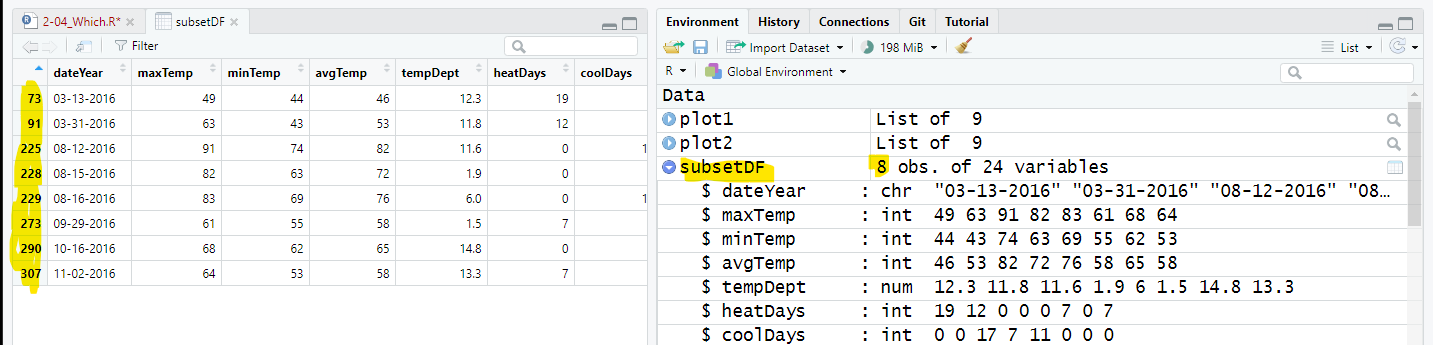 2-04_Which.R* subsetDF
Filter
dateYear maxTemp minTemp avgTemp tempDept heatDays coolDays
73 03-13-2016 49 44 46 12.3 19
91 03-31-2016 63 43 53 11.8 12
225 08-12-2016 91 74 82 11.6 0 1
228 08-15-2016 82 63 72 1.9 0
229 08-16-2016 83 69 76 6.0 0 1
273 09-29-2016 61 55 58 1.5 7
290 10-16-2016 68 62 65 14.8 0
307 11-02-2016 64 53 58 13.3 7
Environment History Connections Git Tutorial
Import Dataset 198 MiB List
R Global Environment
Data
plot1 List of 9
plot2 List of 9
subsetDF 8 obs. of 24 variables
$ dateYear : chr "03-13-2016" "03-31-2016" "08-12-2016" "08…
$ maxTemp : int 49 63 91 82 83 61 68 64
$ minTemp : int 44 43 74 63 69 55 62 53
$ avgTemp : int 46 53 82 72 76 58 65 58
$ tempDept : num 12.3 11.8 11.6 1.9 6 1.5 14.8 13.3
$ heatDays : int 19 12 0 0 0 7 0 7
$ coolDays : int 0 0 17 7 11 0 0 0